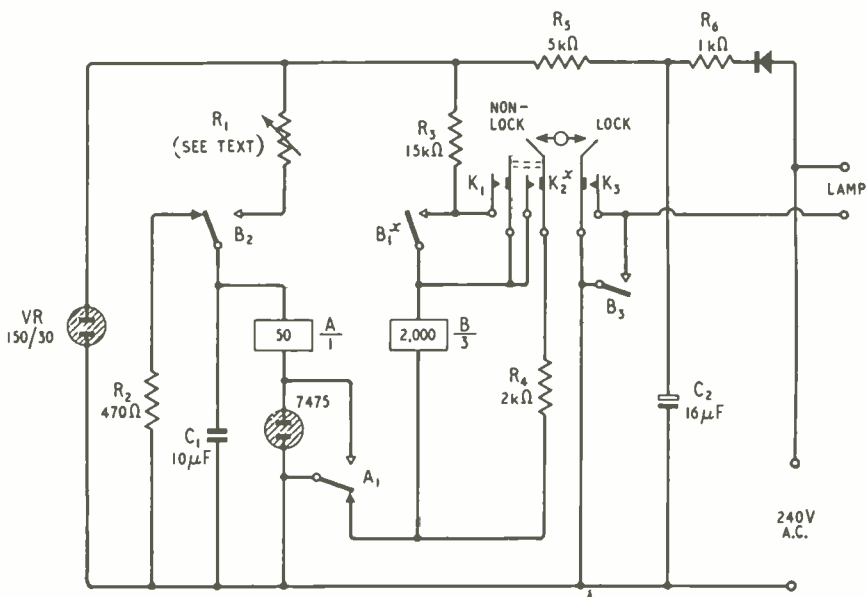 R5
5kΩ
R6
1kΩ
R1
(SEE TEXT)
R3
15kΩ
NON-
LOCK
LOCK
K1
K2x
K3
LAMP
B2
B1x
B3
VR
150/30
50
A/1
2,000
B/3
R2
470Ω
7475
R4
2kΩ
C2
16μF
C1
10μF
A1
240V
A.C.